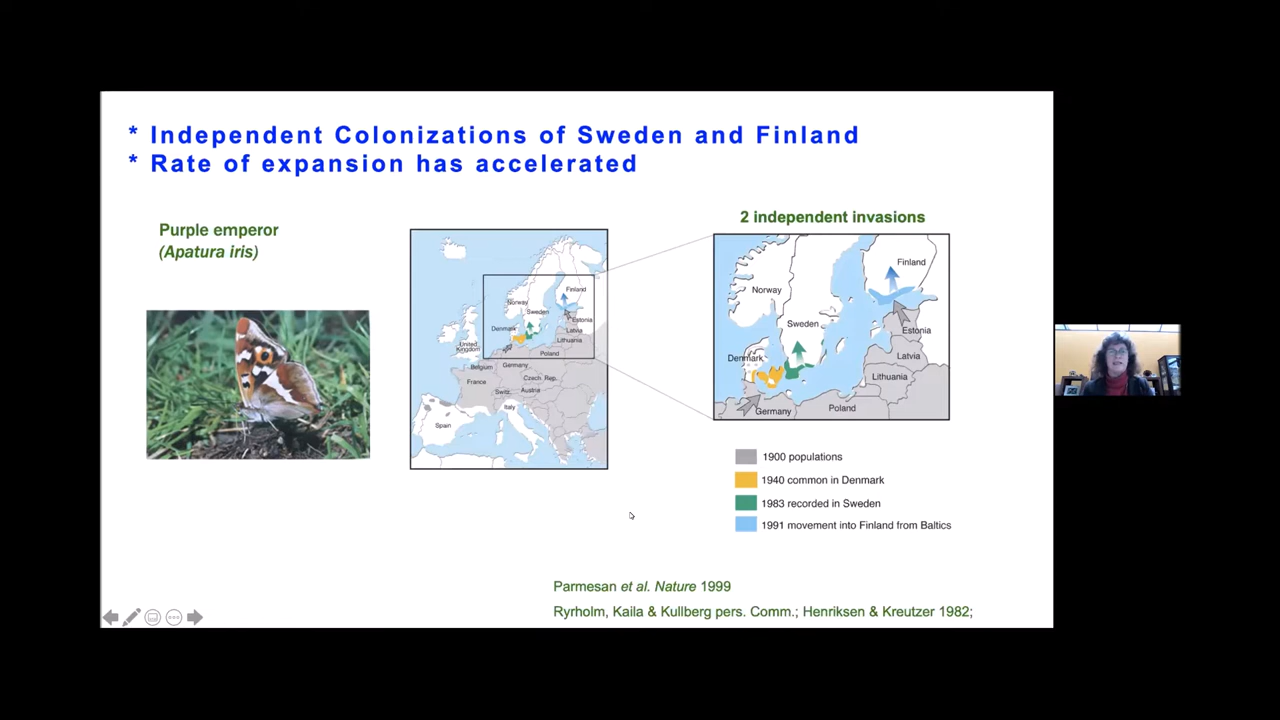 * Independent Colonizations of Sweden and Finland
* Rate of expansion has accelerated
Purple emperor
(Apatura iris)
2 independent invasions
Finland
Norway
Sweden
Estonia
Denmark
Latvia
United
Kingdom
Lithuania
Poland
Belgium
Germany
France
Czech. Rep.
Switz.
Austria
Italy
Spain
Finland
Norway
Sweden
Estonia
Denmark
Latvia
Lithuania
Germany
Poland
1900 populations
1940 common in Denmark
1983 recorded in Sweden
1991 movement into Finland from Baltics
Parmesan et al. Nature 1999
Ryrholm, Kaila & Kullberg pers. Comm.; Henriksen & Kreutzer 1982;